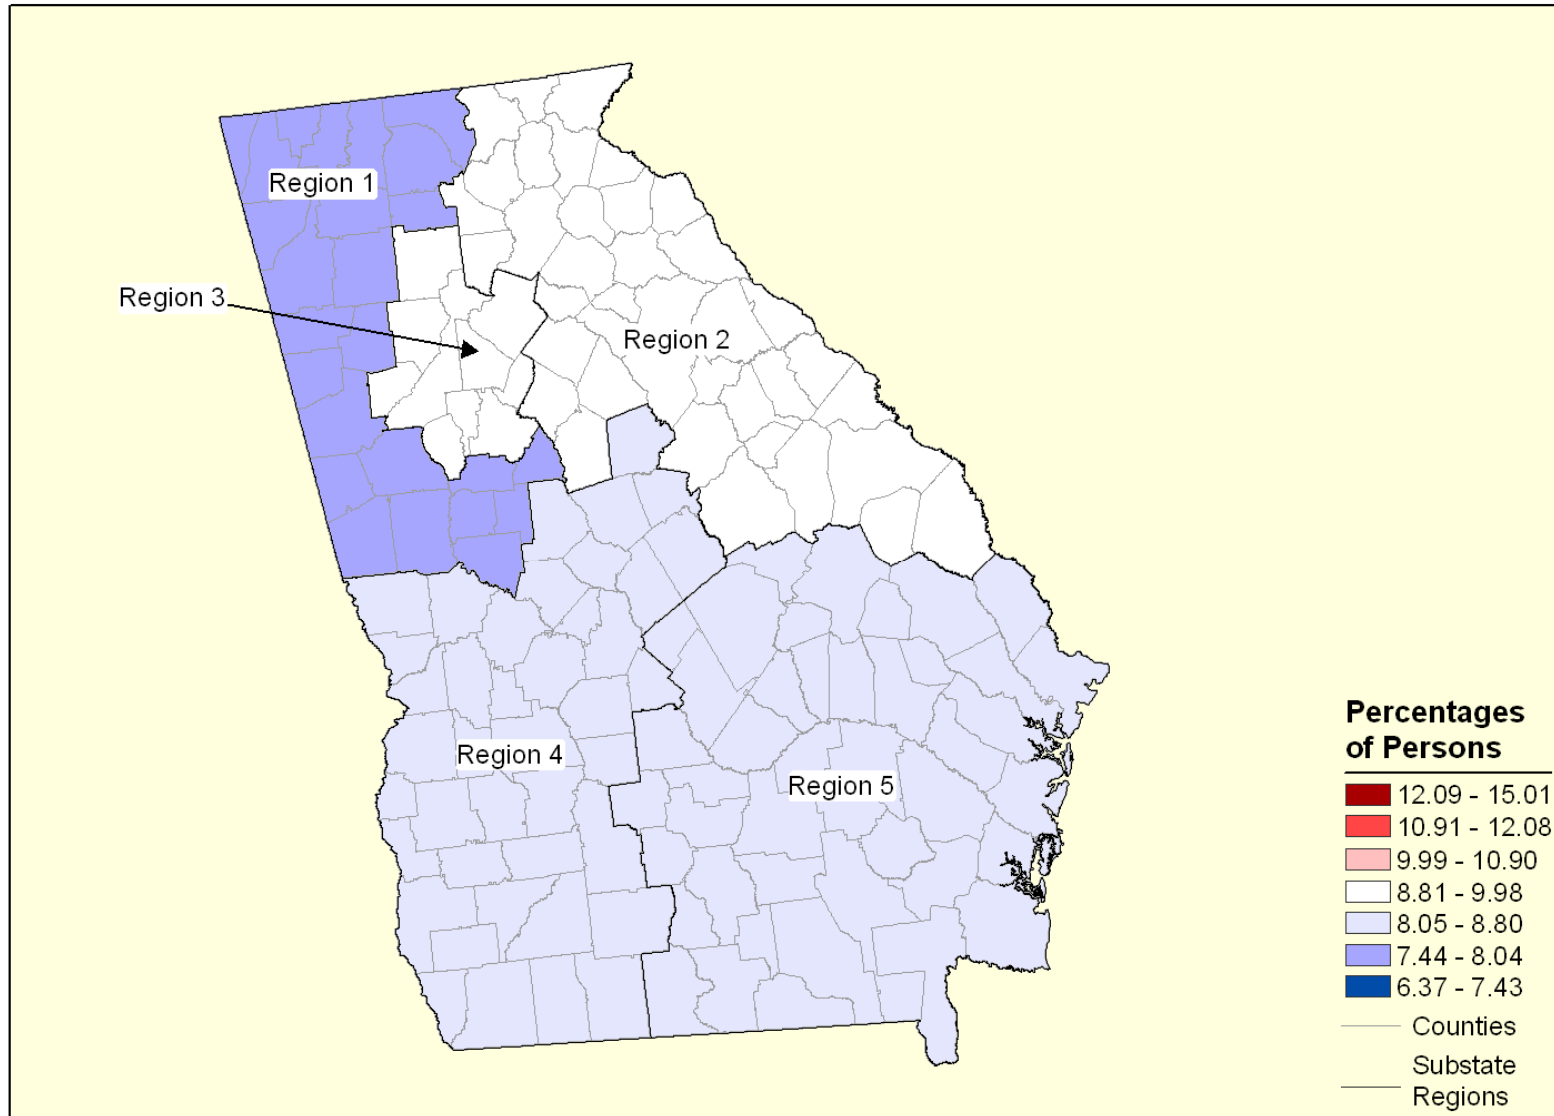 Region 1
Region 3
Region 2
Region 4
Region 5
Percentages
of Persons
12.09 - 15.01
10.91 - 12.08
9.99 - 10.90
8.81 - 9.98
8.05 - 8.80
7.44 - 8.04
6.37 - 7.43
Counties
Substate
Regions